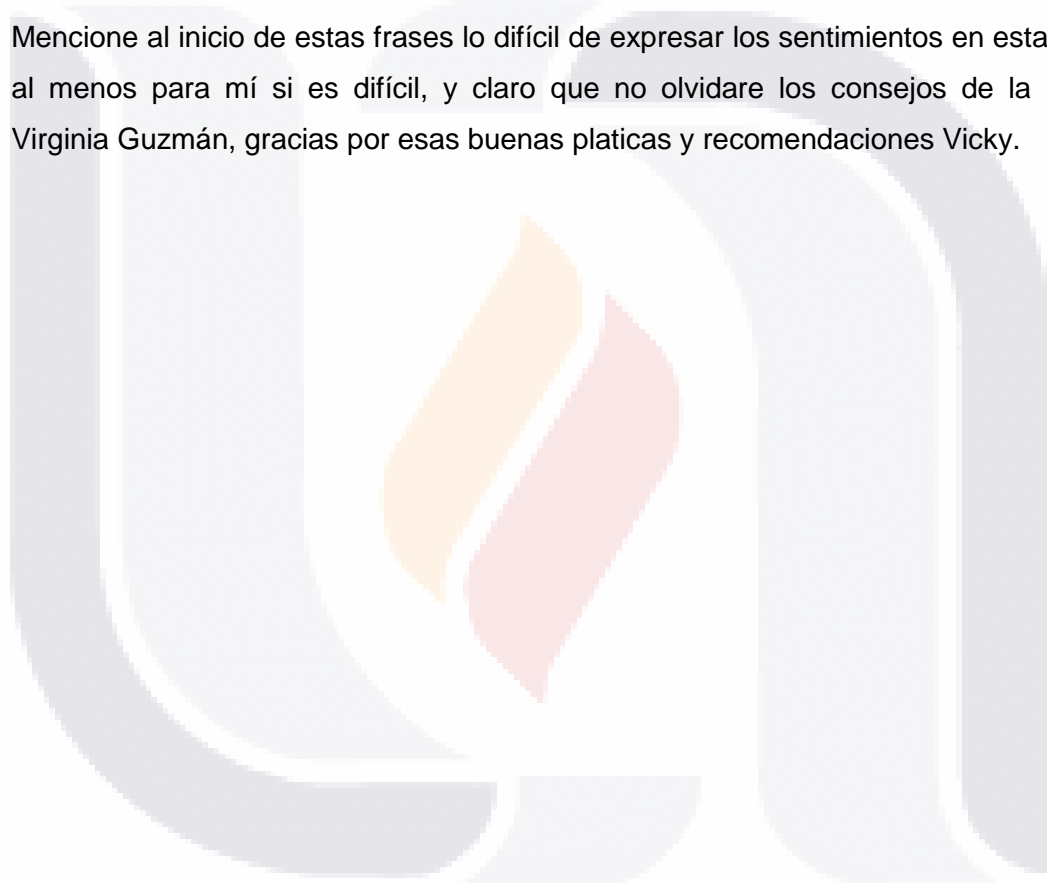 Mencione al inicio de estas frases lo difícil de expresar los sentimientos en esta
al menos para mí si es difícil, y claro que no olvidare los consejos de la
Virginia Guzmán, gracias por esas buenas platicas y recomendaciones Vicky.